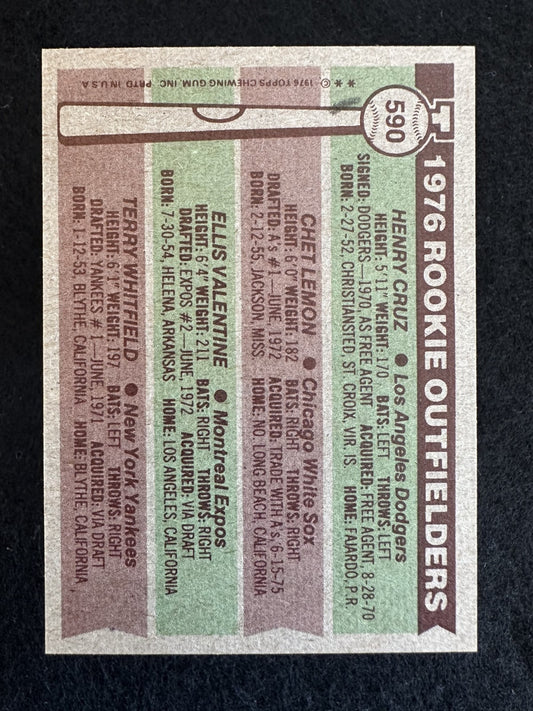 590
1976 ROOKIE OUTFIELDERS
HENRY CRUZ ● Los Angeles Dodgers
HEIGHT: 5'11" WEIGHT: 170 BATS: LEFT THROWS: LEFT
SIGNED: DODGERS—1970, AS FREE AGENT ACQUIRED: FREE AGENT, 8-28-70
BORN: 2-27-52, CHRISTIANSTED, ST. CROIX, VIR. IS. HOME: FAJARDO, P.R.
CHET LEMON ● Chicago White Sox
HEIGHT: 6'0" WEIGHT: 182 BATS: RIGHT THROWS: RIGHT
DRAFTED: A's #1—JUNE, 1972 ACQUIRED: TRADE WITH A's, 6-15-75
BORN: 2-12-55, JACKSON, MISS. HOME: NO. LONG BEACH, CALIFORNIA
ELLIS VALENTINE ● Montreal Expos
HEIGHT: 6'4" WEIGHT: 211 BATS: RIGHT THROWS: RIGHT
DRAFTED: EXPOS #2—JUNE, 1972 ACQUIRED: VIA DRAFT
BORN: 7-30-54, HELENA, ARKANSAS HOME: LOS ANGELES, CALIFORNIA
TERRY WHITFIELD ● New York Yankees
HEIGHT: 6'1" WEIGHT: 197 BATS: LEFT THROWS: RIGHT
DRAFTED: YANKEES #1—JUNE, 1971 ACQUIRED: VIA DRAFT
BORN: 1-12-53, BLYTHE, CALIFORNIA HOME: BLYTHE, CALIFORNIA
** © 1976 TOPPS CHEWING GUM, INC. PRTD. IN U.S.A.